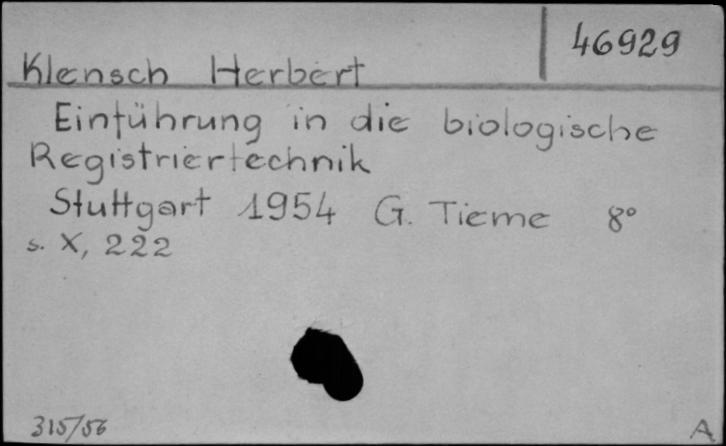 46929
Klensch Herbert
Einführung in die biologische
Registriertechnik
Stuttgart 1954 G. Tieme 8°
s. X, 222
315/56
A